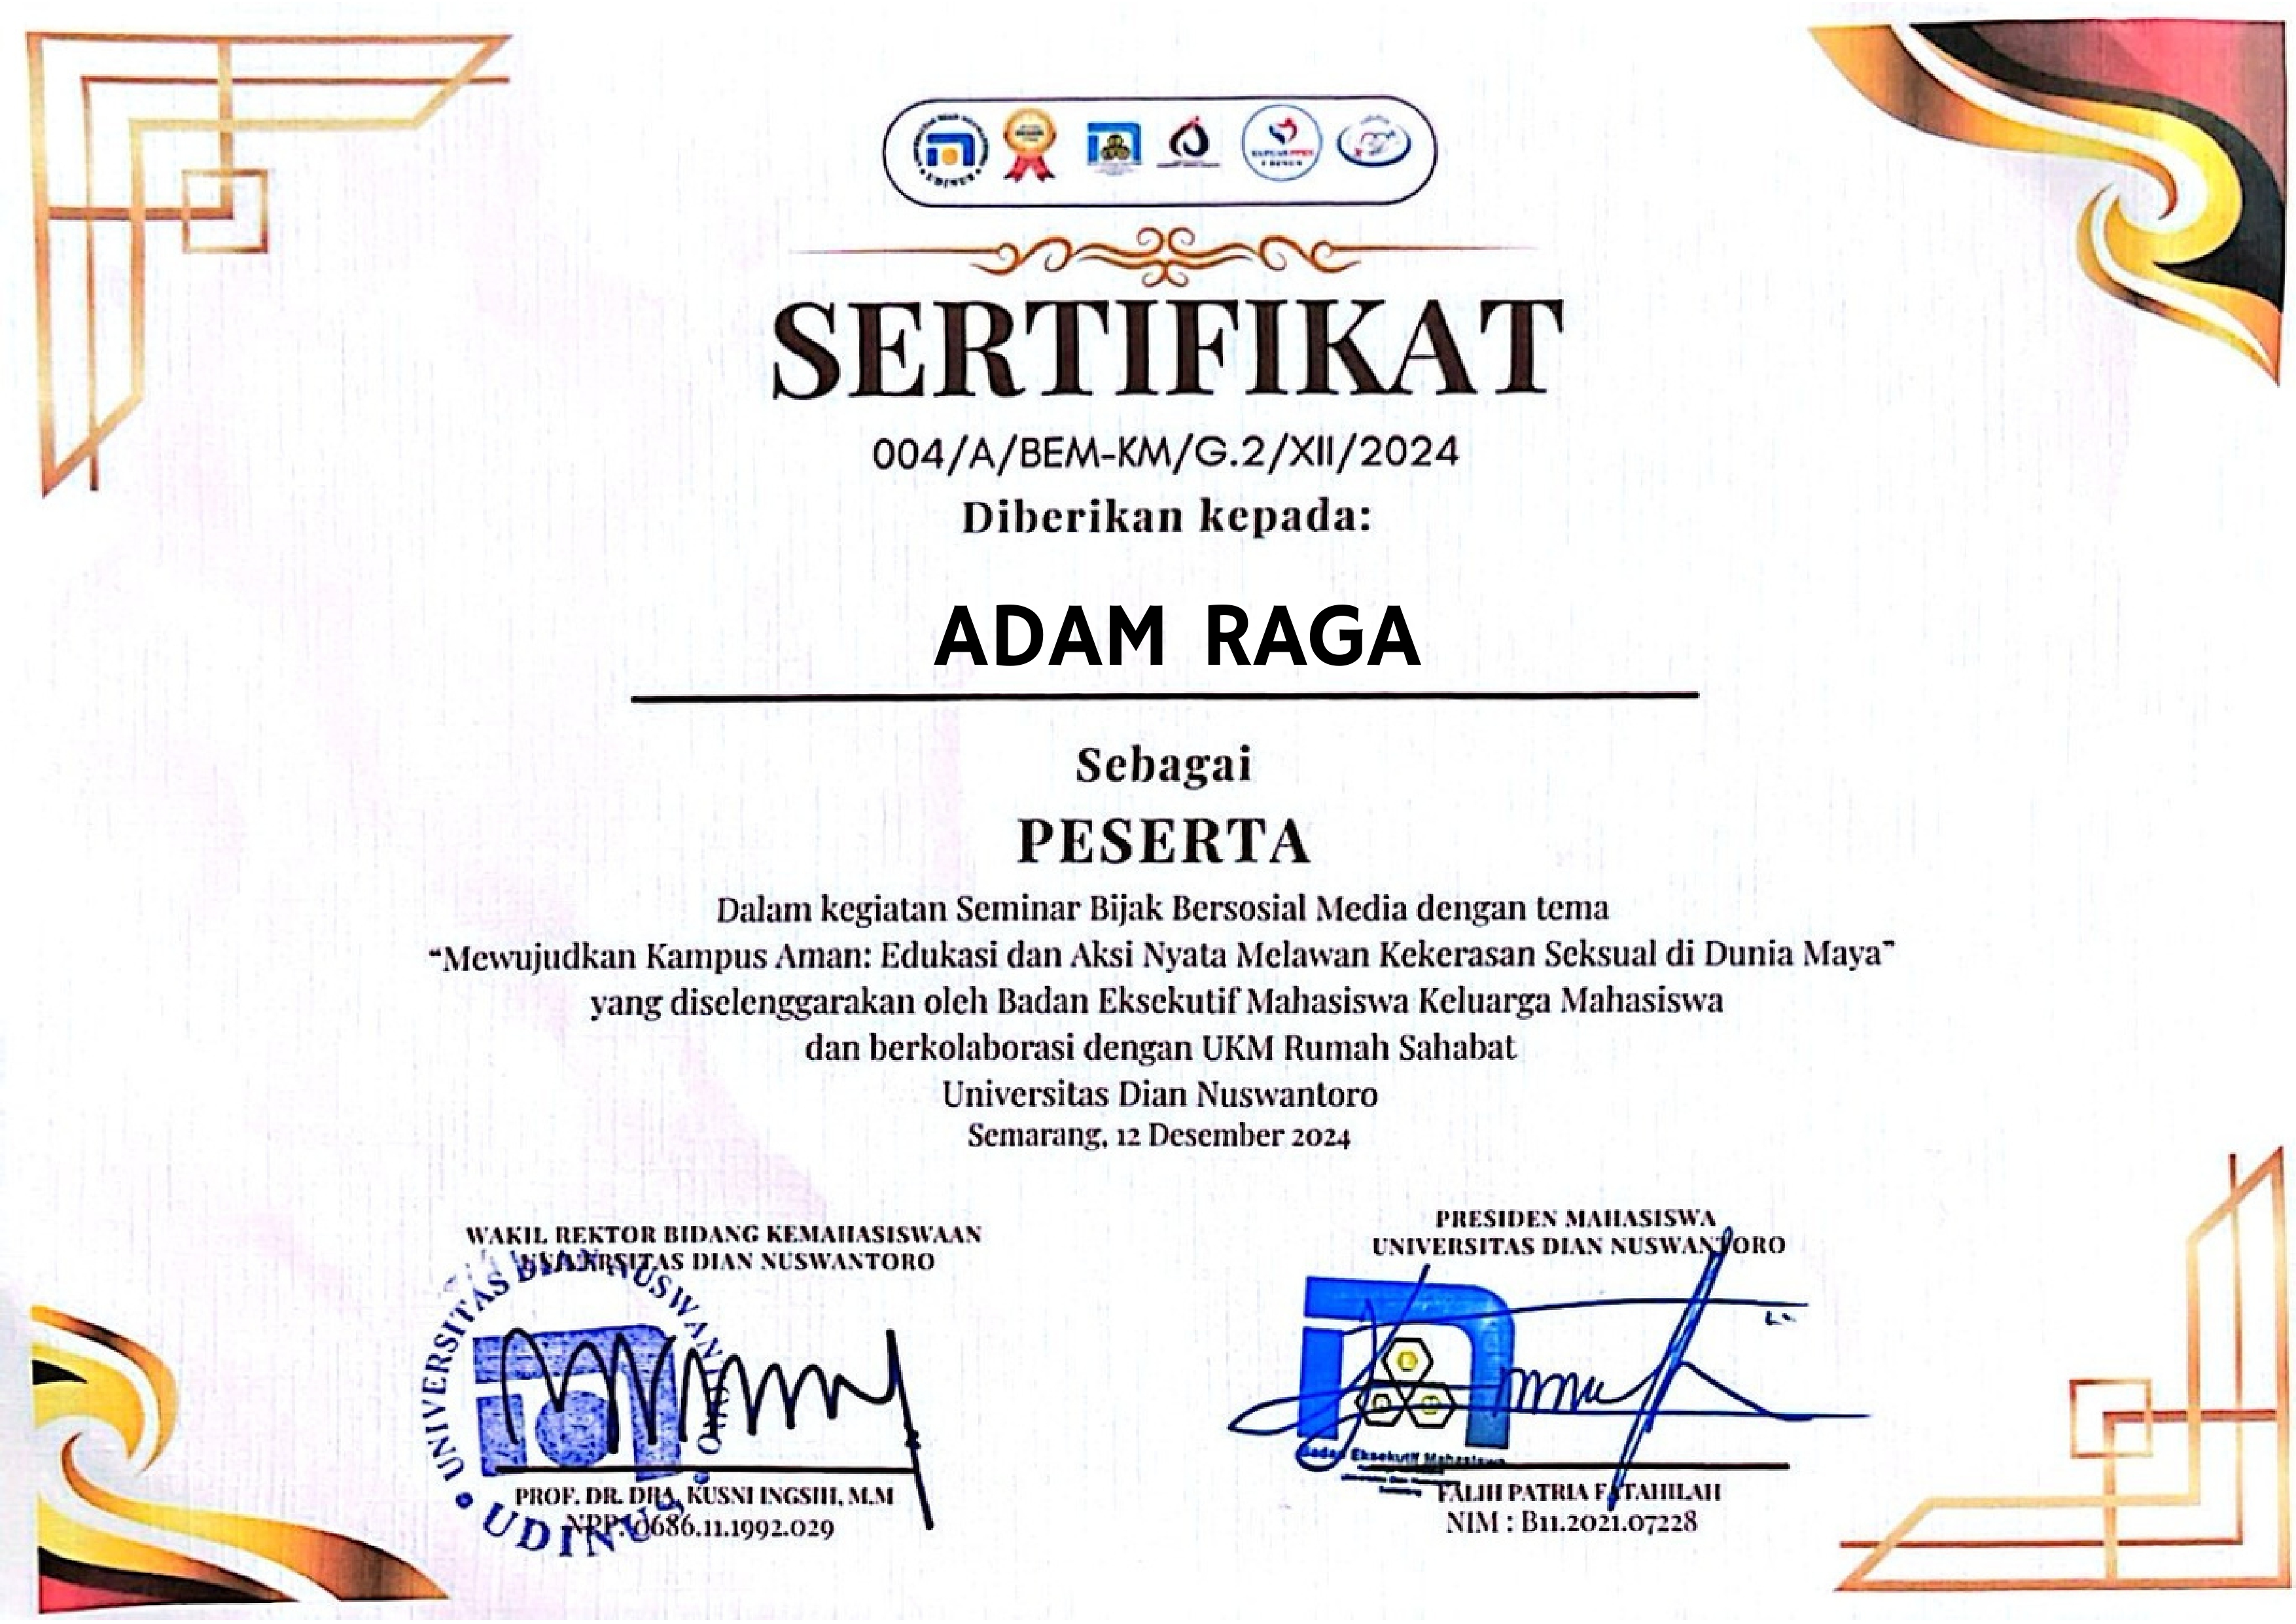 SERTIFIKAT
004/A/BEM-KM/G.2/XII/2024
Diberikan kepada:
ADAM RAGA
Sebagai
PESERTA
Dalam kegiatan Seminar Bijak Bersosial Media dengan tema
“Mewujudkan Kampus Aman: Edukasi dan Aksi Nyata Melawan Kekerasan Seksual di Dunia Maya”
yang diselenggarakan oleh Badan Eksekutif Mahasiswa Keluarga Mahasiswa
dan berkolaborasi dengan UKM Rumah Sahabat
Universitas Dian Nuswantoro
Semarang, 12 Desember 2024
WAKIL REKTOR BIDANG KEMAHASISWAAN
UNIVERSITAS DIAN NUSWANTORO
UNIVERSITAS DIAN NUSWANTORO
UDINUS
PROF. DR. DRA. KUSNI INGSIH, M.M
NPP: 0686.11.1992.029
PRESIDEN MAHASISWA
UNIVERSITAS DIAN NUSWANTORO
Badan Eksekutif Mahasiswa
FALIH PATRIA FATAHILAH
NIM : B11.2021.07228